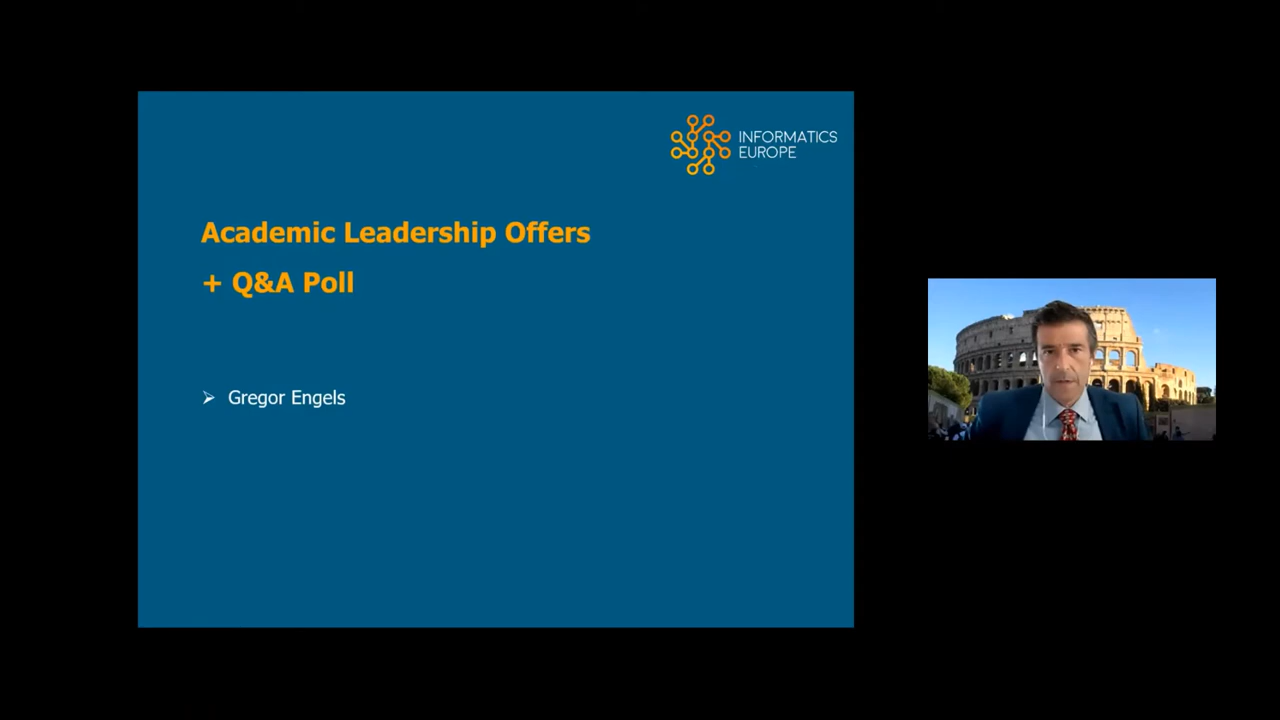 INFORMATICS
EUROPE
Academic Leadership Offers
+ Q&A Poll
➢ Gregor Engels